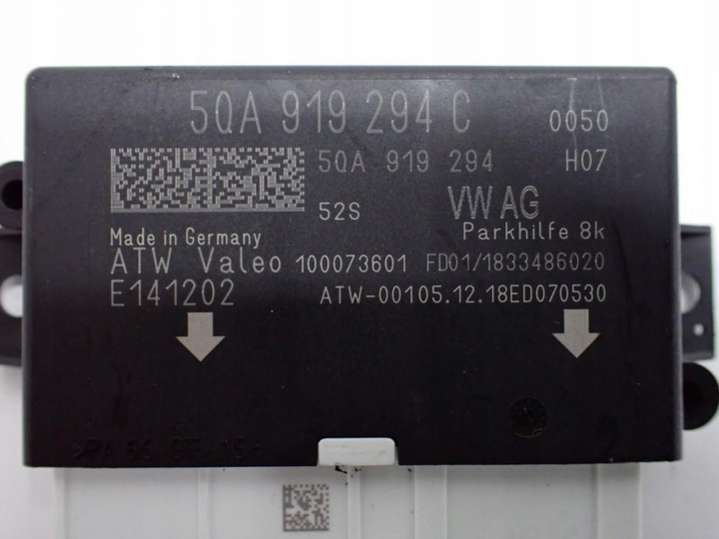 5QA 919 294 C 0050
5QA 919 294 H07
52S VW AG
Made in Germany Parkhilfe 8k
ATW Valeo 100073601 FD01/1833486020
E141202 ATW-00105.12.18ED070530